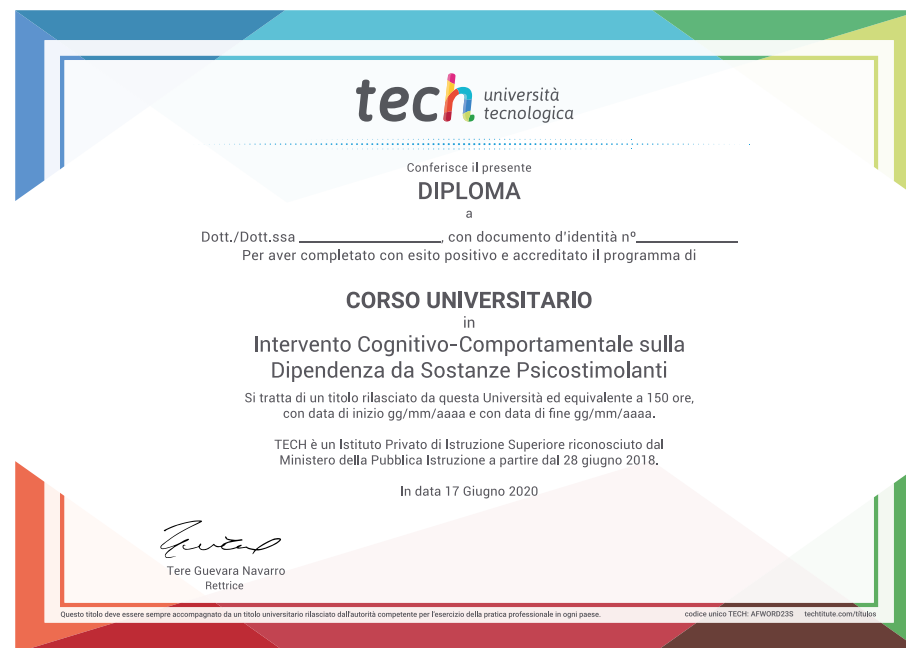 tech università
tecnologica
Conferisce il presente
DIPLOMA
a
Dott./Dott.ssa ____________________, con documento d'identità nº______________
Per aver completato con esito positivo e accreditato il programma di
CORSO UNIVERSITARIO
in
Intervento Cognitivo-Comportamentale sulla
Dipendenza da Sostanze Psicostimolanti
Si tratta di un titolo rilasciato da questa Università ed equivalente a 150 ore,
con data di inizio gg/mm/aaaa e con data di fine gg/mm/aaaa.
TECH è un Istituto Privato di Istruzione Superiore riconosciuto dal
Ministero della Pubblica Istruzione a partire dal 28 giugno 2018.
In data 17 Giugno 2020
Tere Guevara Navarro
Rettrice
Questo titolo deve essere sempre accompagnato da un titolo universitario rilasciato dall'autorità competente per l'esercizio della pratica professionale in ogni paese. codice unico TECH: AFWORD23S techtitute.com/titulos